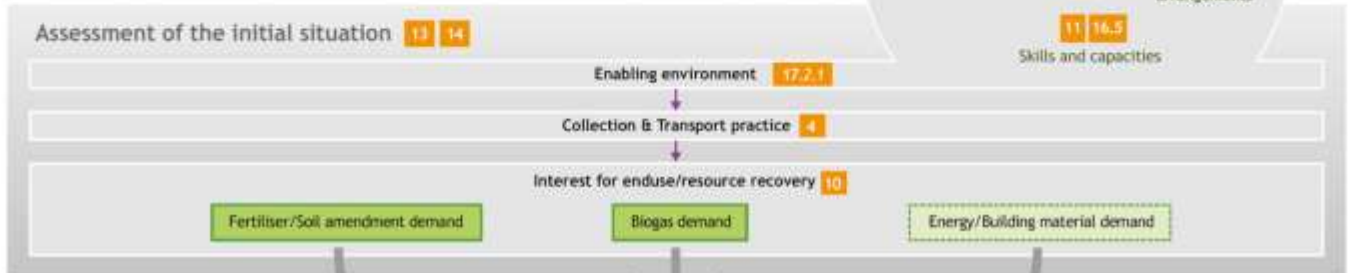 Assessment of the initial situation 13 14
11 16.5
Skills and capacities
Enabling environment 17.2.1
Collection & Transport practice 4
Interest for enduse/resource recovery 10
Fertiliser/Soil amendment demand
Biogas demand
Energy/Building material demand